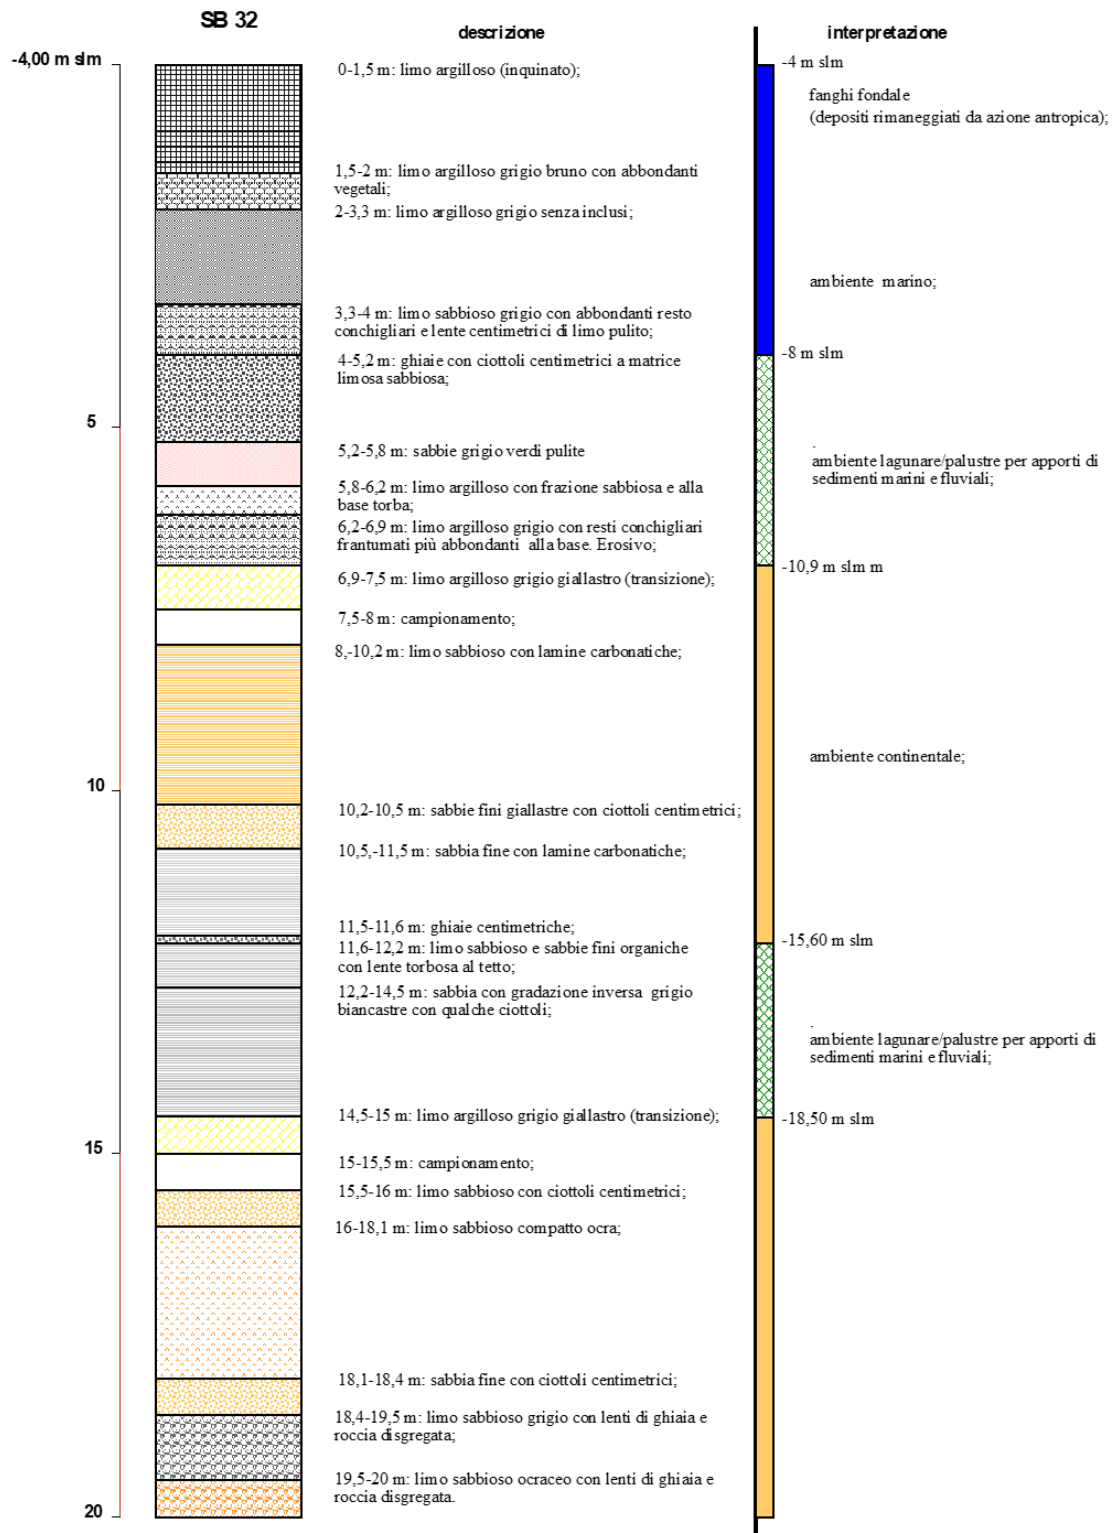 SB 32
descrizione
interpretazione
-4,00 m slm
0-1,5 m: limo argilloso (inquinato);
-4 m slm
fanghi fondale
(depositi rimaneggiati da azione antropica);
1,5-2 m: limo argilloso grigio bruno con abbondanti
vegetali;
2-3,3 m: limo argilloso grigio senza inclusi;
ambiente marino;
3,3-4 m: limo sabbioso grigio con abbondanti resto
conchigliari e lente centimetrici di limo pulito;
-8 m slm
4-5,2 m: ghiaie con ciottoli centimetrici a matrice
limosa sabbiosa;
5
5,2-5,8 m: sabbie grigio verdi pulite
.
ambiente lagunare/palustre per apporti di
sedimenti marini e fluviali;
5,8-6,2 m: limo argilloso con frazione sabbiosa e alla
base torba;
6,2-6,9 m: limo argilloso grigio con resti conchigliari
frantumati più abbondanti alla base. Erosivo;
-10,9 m slm m
6,9-7,5 m: limo argilloso grigio giallastro (transizione);
7,5-8 m: campionamento;
8,-10,2 m: limo sabbioso con lamine carbonatiche;
ambiente continentale;
10
10,2-10,5 m: sabbie fini giallastre con ciottoli centimetrici;
10,5,-11,5 m: sabbia fine con lamine carbonatiche;
11,5-11,6 m: ghiaie centimetriche;
-15,60 m slm
11,6-12,2 m: limo sabbioso e sabbie fini organiche
con lente torbosa al tetto;
12,2-14,5 m: sabbia con gradazione inversa grigio
biancastre con qualche ciottoli;
.
ambiente lagunare/palustre per apporti di
sedimenti marini e fluviali;
14,5-15 m: limo argilloso grigio giallastro (transizione);
-18,50 m slm
15
15-15,5 m: campionamento;
15,5-16 m: limo sabbioso con ciottoli centimetrici;
16-18,1 m: limo sabbioso compatto ocra;
18,1-18,4 m: sabbia fine con ciottoli centimetrici;
18,4-19,5 m: limo sabbioso grigio con lenti di ghiaia e
roccia disgregata;
19,5-20 m: limo sabbioso ocraceo con lenti di ghiaia e
roccia disgregata.
20